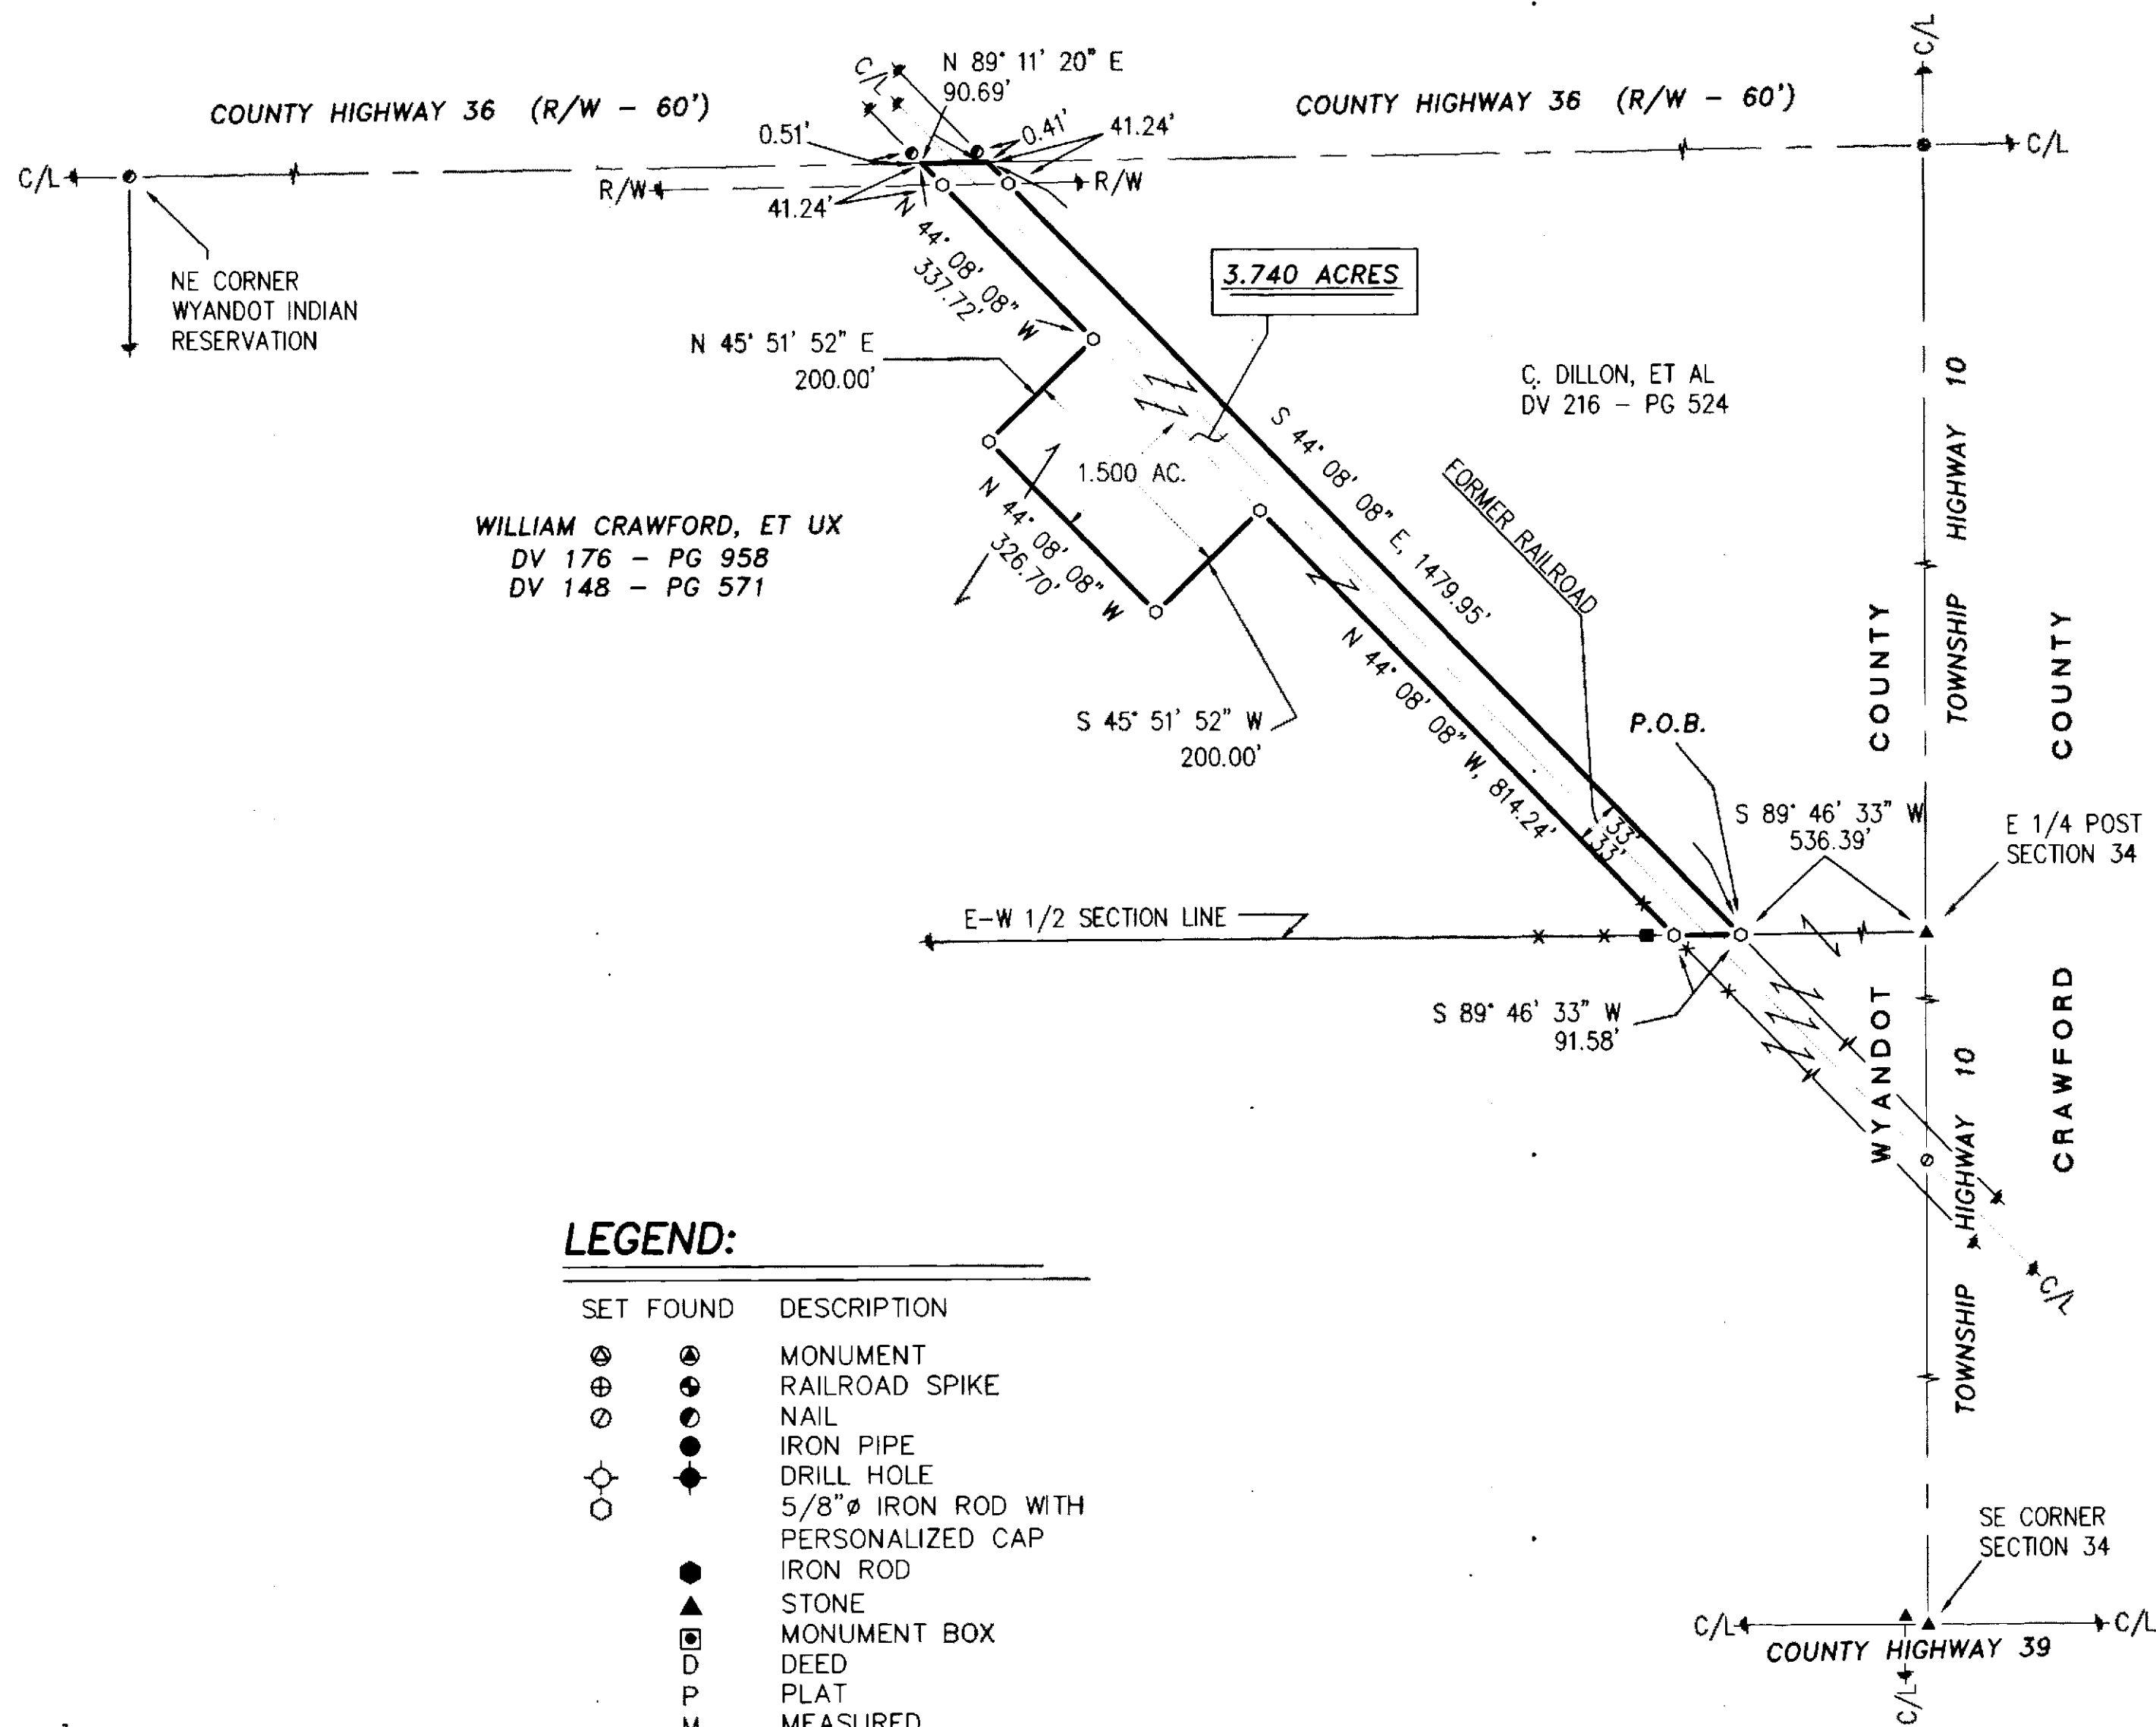 C/L
N 89° 11' 20" E
90.69'
C/L
COUNTY HIGHWAY 36 (R/W - 60')
COUNTY HIGHWAY 36 (R/W - 60')
0.51'
0.41'
41.24'
C/L
C/L
R/W
R/W
41.24'
NE CORNER
WYANDOT INDIAN
RESERVATION
N 44° 08' 08" W
337.72'
3.740 ACRES
N 45° 51' 52" E
200.00'
C. DILLON, ET AL
DV 216 - PG 524
TOWNSHIP HIGHWAY 10
S 44° 08' 08" E, 1479.95'
FORMER RAILROAD
1.500 AC.
N 44° 08' 08" W
326.70'
WILLIAM CRAWFORD, ET UX
DV 176 - PG 958
DV 148 - PG 571
N 44° 08' 08" W, 814.24'
S 45° 51' 52" W
200.00'
P.O.B.
COUNTY
COUNTY
33'
33'
S 89° 46' 33" W
536.39'
E 1/4 POST
SECTION 34
E-W 1/2 SECTION LINE
S 89° 46' 33" W
91.58'
WYANDOT
CRAWFORD
TOWNSHIP HIGHWAY 10
C/L
LEGEND:
SET FOUND DESCRIPTION
MONUMENT
RAILROAD SPIKE
NAIL
IRON PIPE
DRILL HOLE
5/8"ø IRON ROD WITH
PERSONALIZED CAP
IRON ROD
STONE
MONUMENT BOX
D DEED
P PLAT
M MEASURED
SE CORNER
SECTION 34
C/L
C/L
COUNTY HIGHWAY 39
C/L